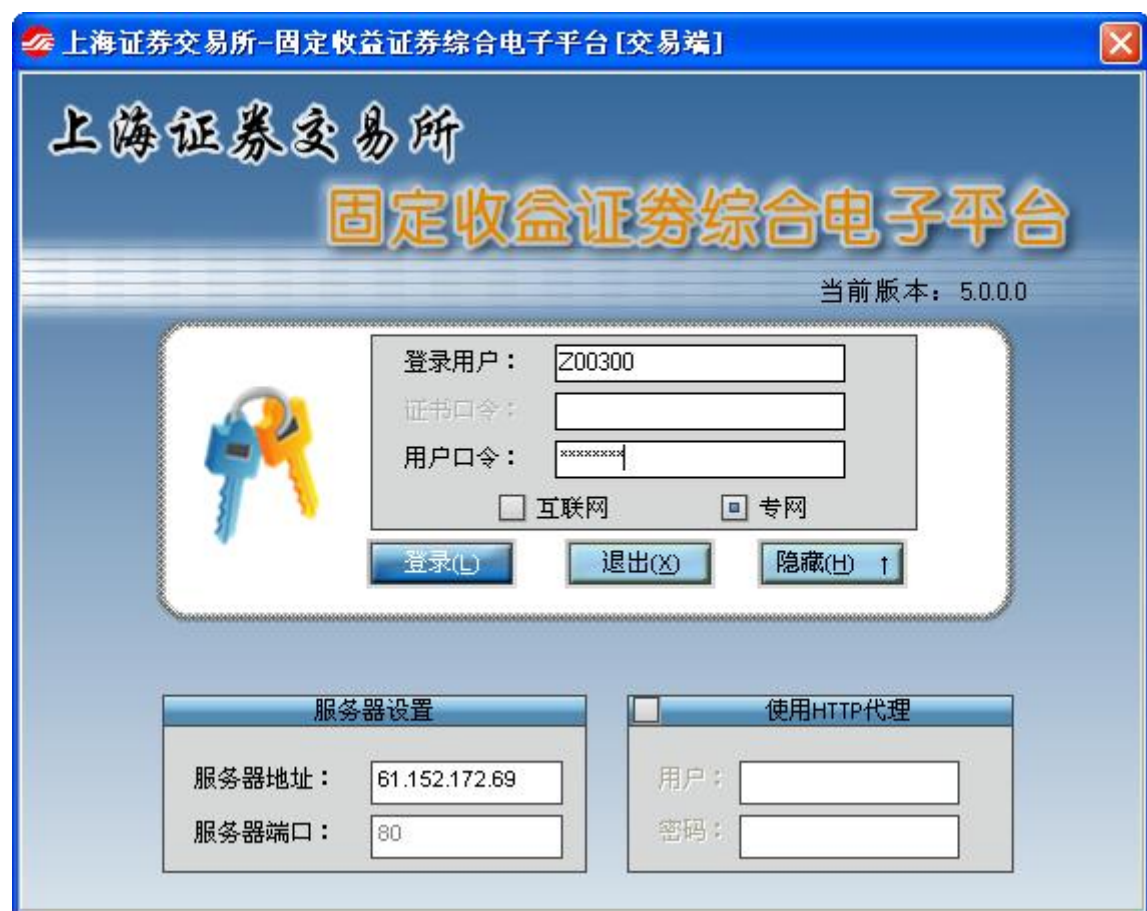 上海证券交易所-固定收益证券综合电子平台[交易端]
上海证券交易所
固定收益证券综合电子平台
当前版本：5.0.0.0
登录用户： Z00300
证书口令：
用户口令： ********
互联网 专网
登录(L) 退出(X) 隐藏(H) ↑
服务器设置 使用HTTP代理
服务器地址： 61.152.172.69 用户：
服务器端口： 80 密码：